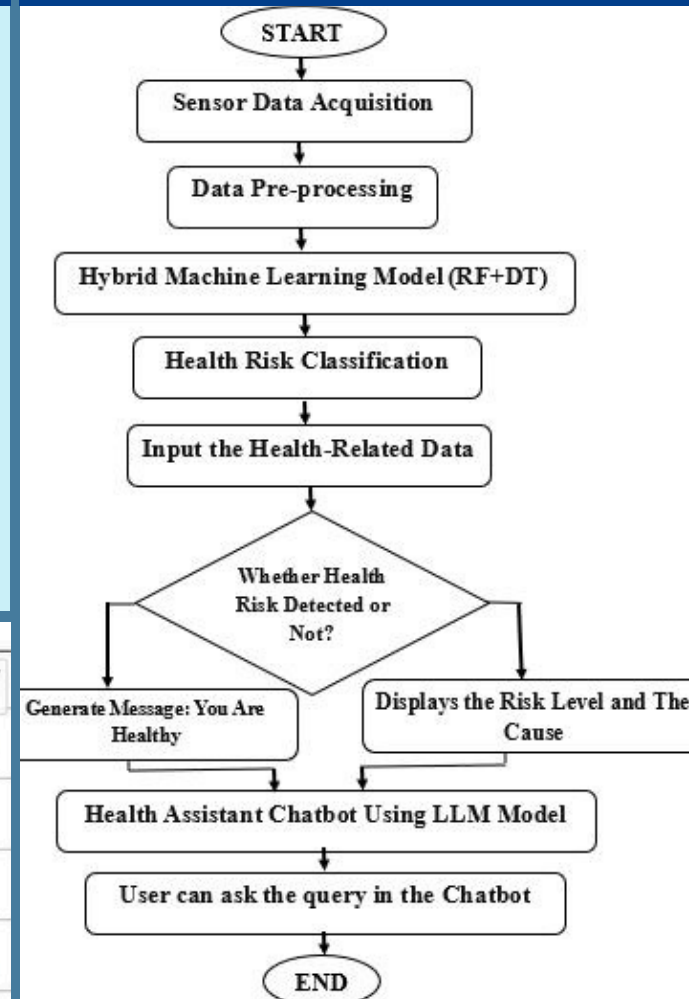 START
Sensor Data Acquisition
Data Pre-processing
Hybrid Machine Learning Model (RF+DT)
Health Risk Classification
Input the Health-Related Data
Whether Health
Risk Detected or
Not?
Generate Message: You Are
Healthy
Displays the Risk Level and The
Cause
Health Assistant Chatbot Using LLM Model
User can ask the query in the Chatbot
END